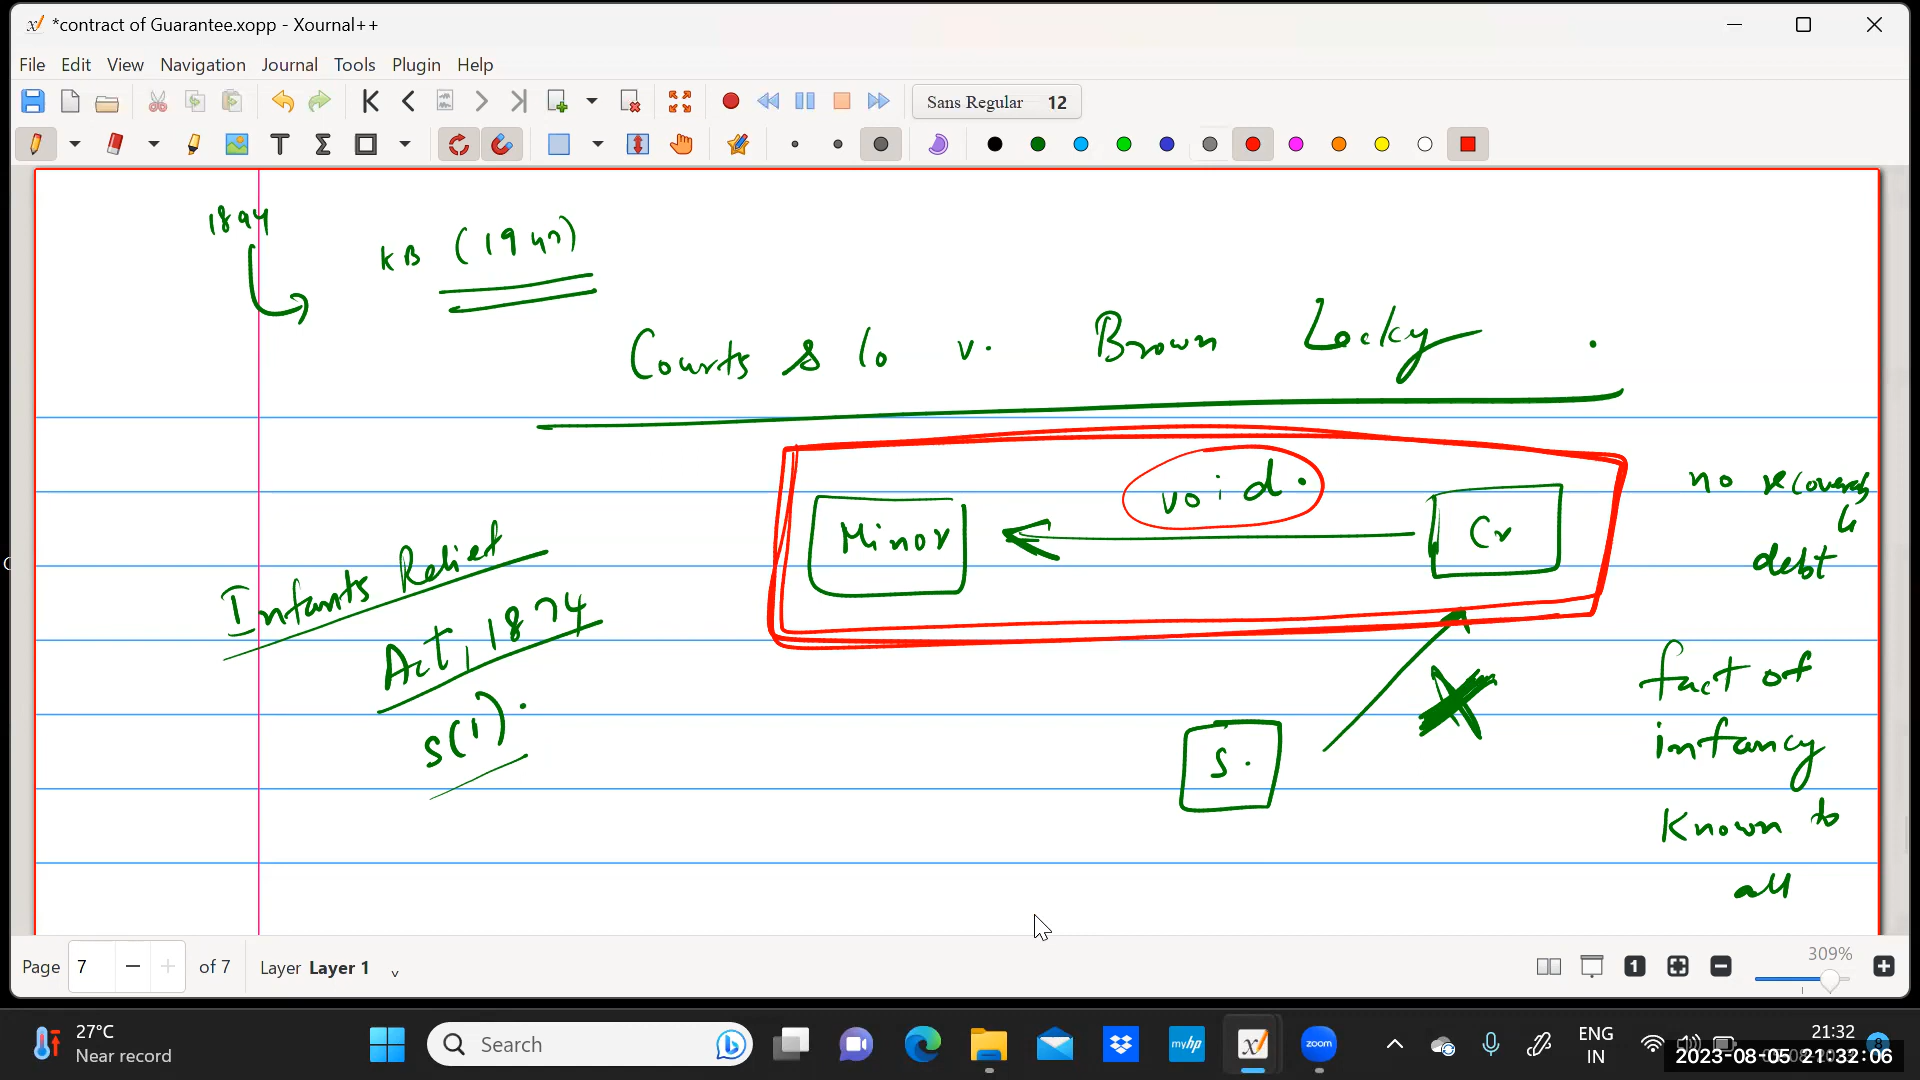 *contract of Guarantee.xopp - Xournal++
File Edit View Navigation Journal Tools Plugin Help
Sans Regular 12
1894
KB (1947)
Courts & Co v. Brown Lecky .
void.
Minor
Cr
no recovery
debt
Infants Relief
Act, 1874
S(1).
S.
fact of
infancy
known to
all
Page 7 of 7 Layer Layer 1
309%
27°C
Near record
Search
myhp
zoom
ENG
IN
21:32
2023-08-05 21:32:06